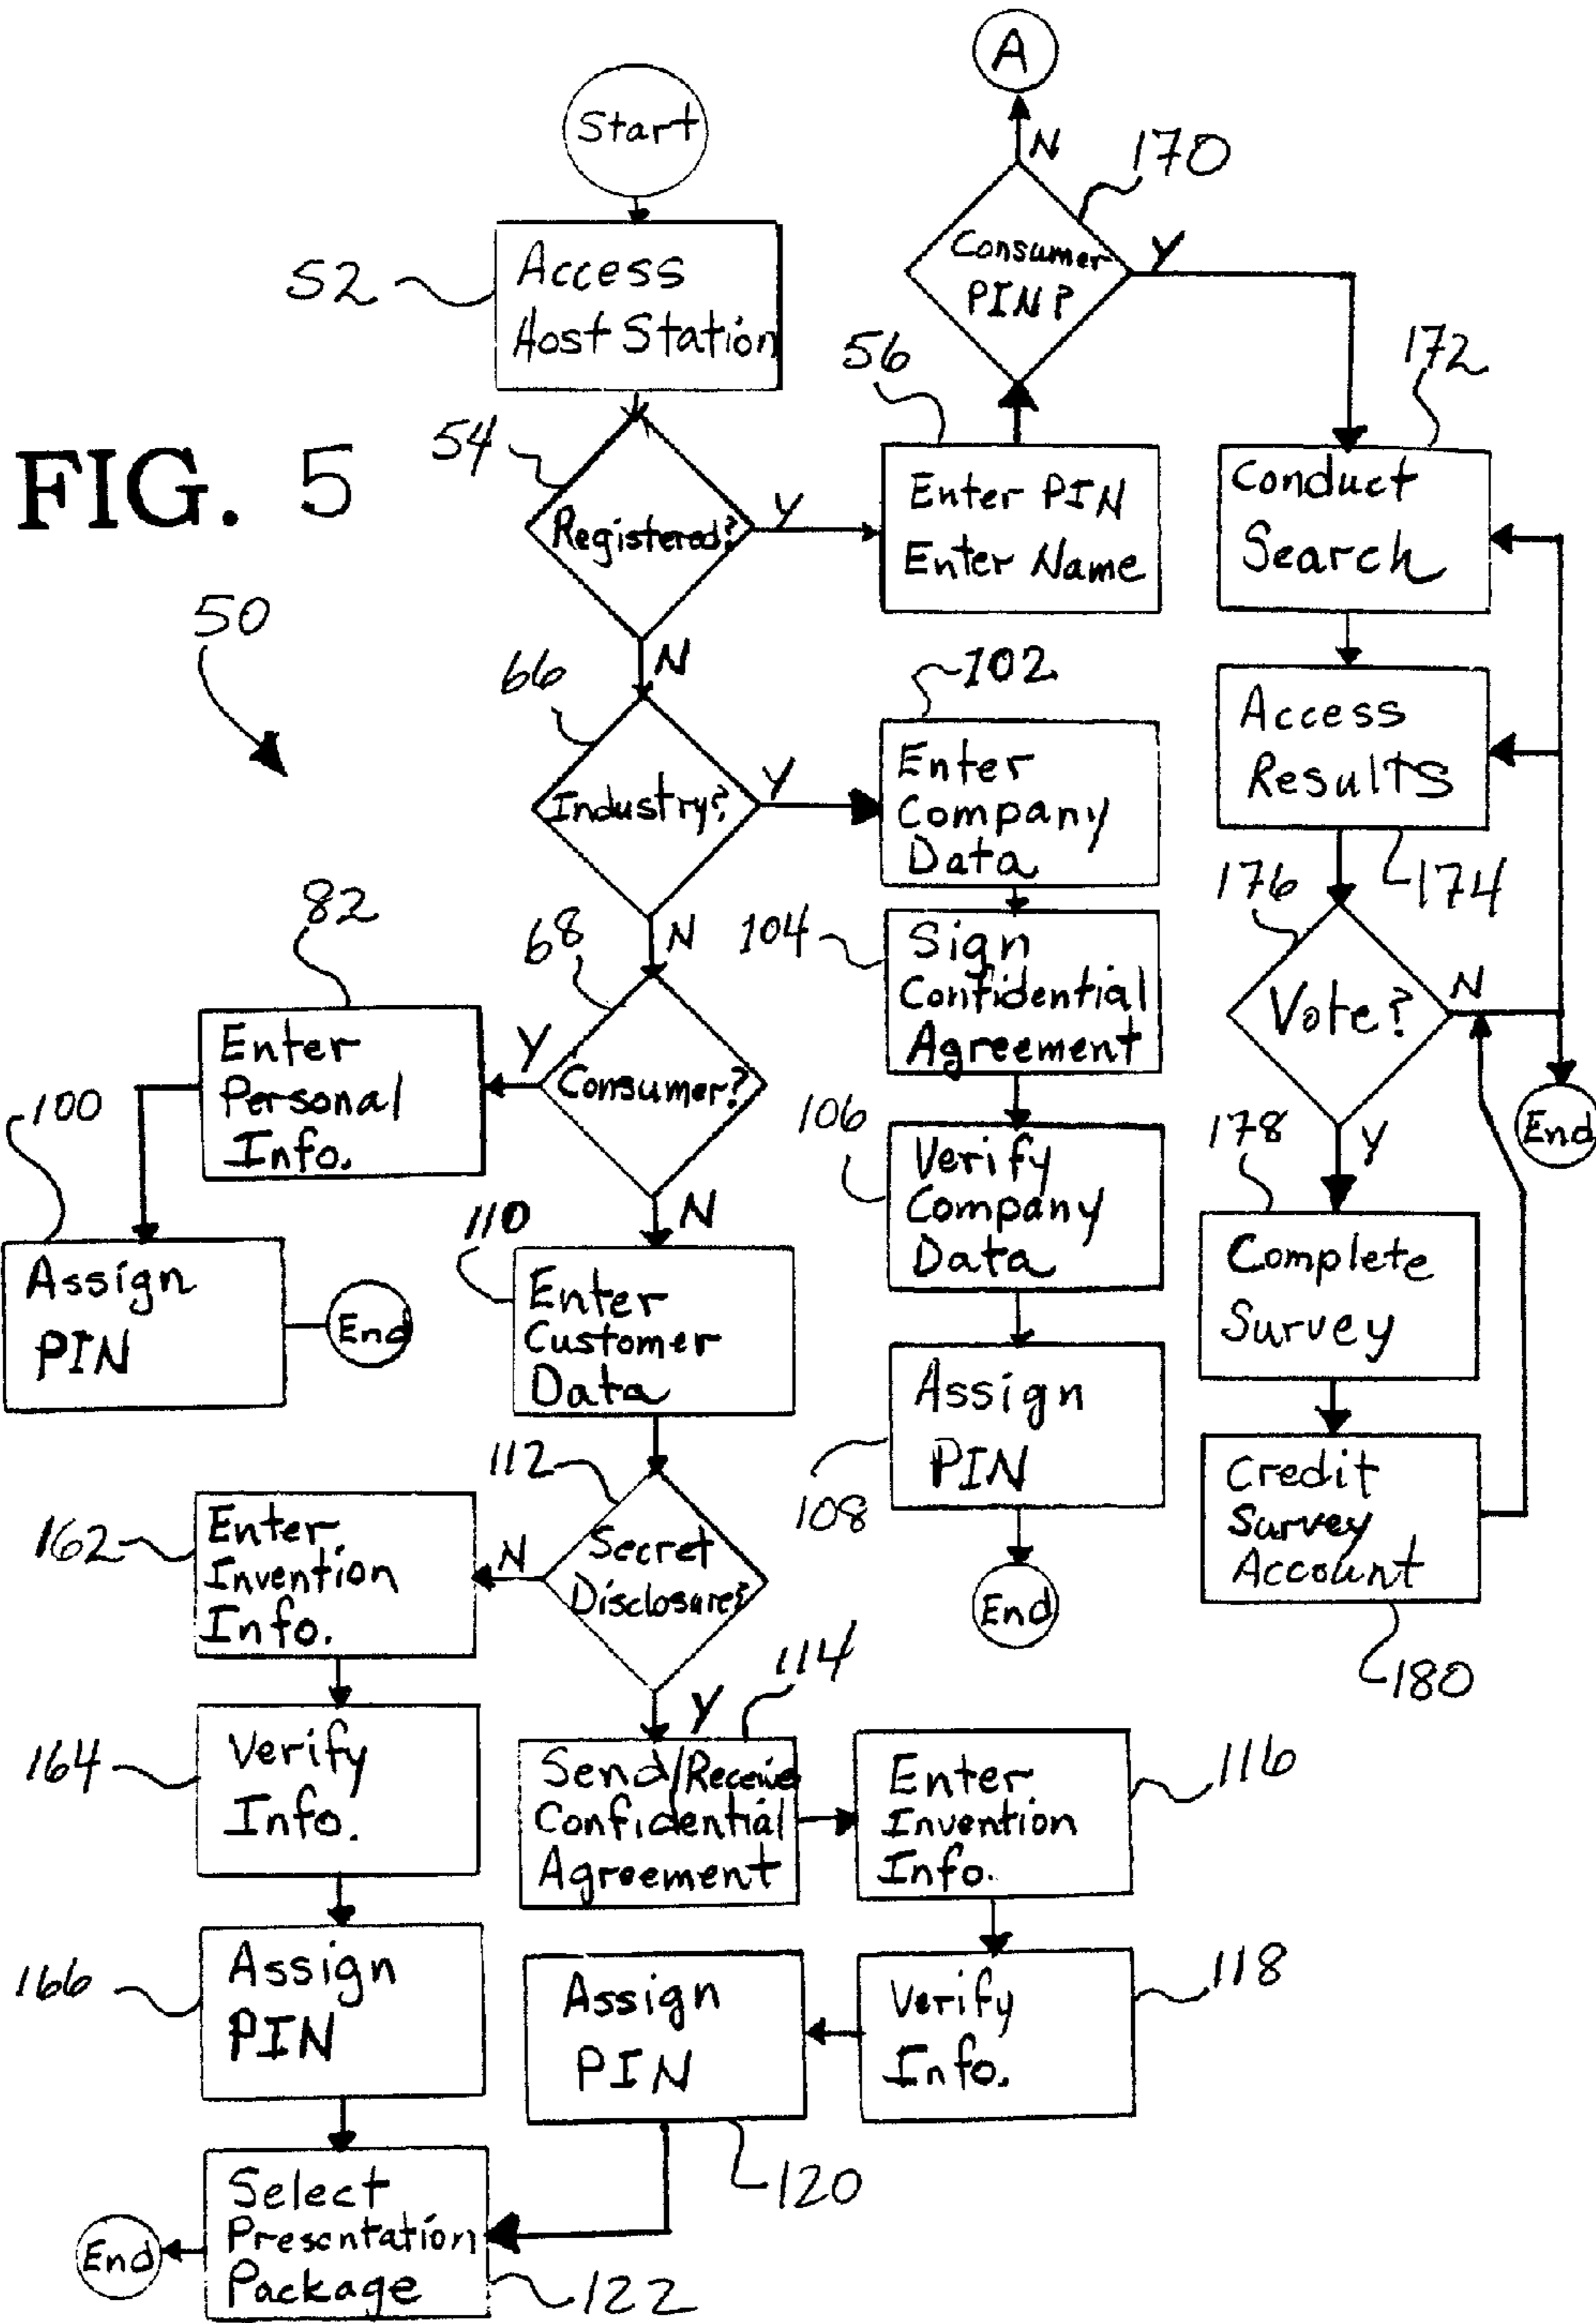 A
Start
N
170
Consumer
PIN?
Y
52
Access
Host Station
56
172
FIG. 5
54
Registered?
Y
Enter PIN
Enter Name
Conduct
Search
50
N
66
Industry?
Y
102
Enter
Company
Data
Access
Results
174
82
68
N
104
Sign
Confidential
Agreement
176
Vote?
N
Enter
Personal
Info.
Y
Consumer?
End
100
106
Verify
Company
Data
178
Y
110
N
Assign
PIN
End
Enter
Customer
Data
Complete
Survey
108
Assign
PIN
112
162
Enter
Invention
Info.
N
Secret
Disclosure?
End
Credit
Survey
Account
180
114
Y
164
Verify
Info.
Send/Receive
Confidential
Agreement
Enter
Invention
Info.
116
166
Assign
PIN
Assign
PIN
Verify
Info.
118
120
End
Select
Presentation
Package
122